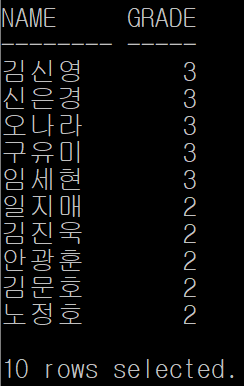 NAME GRADE
-------- -----
김신영 3
신은경 3
오나라 3
구유미 3
임세현 3
일지매 2
김진욱 2
안광훈 2
김문호 2
노정호 2
10 rows selected.